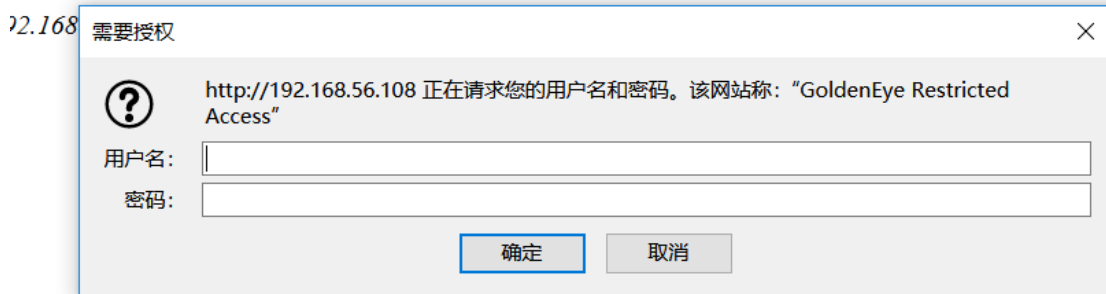 92.168
需要授权
http://192.168.56.108 正在请求您的用户名和密码。该网站称：“GoldenEye Restricted
Access”
用户名：
密码：
确定
取消